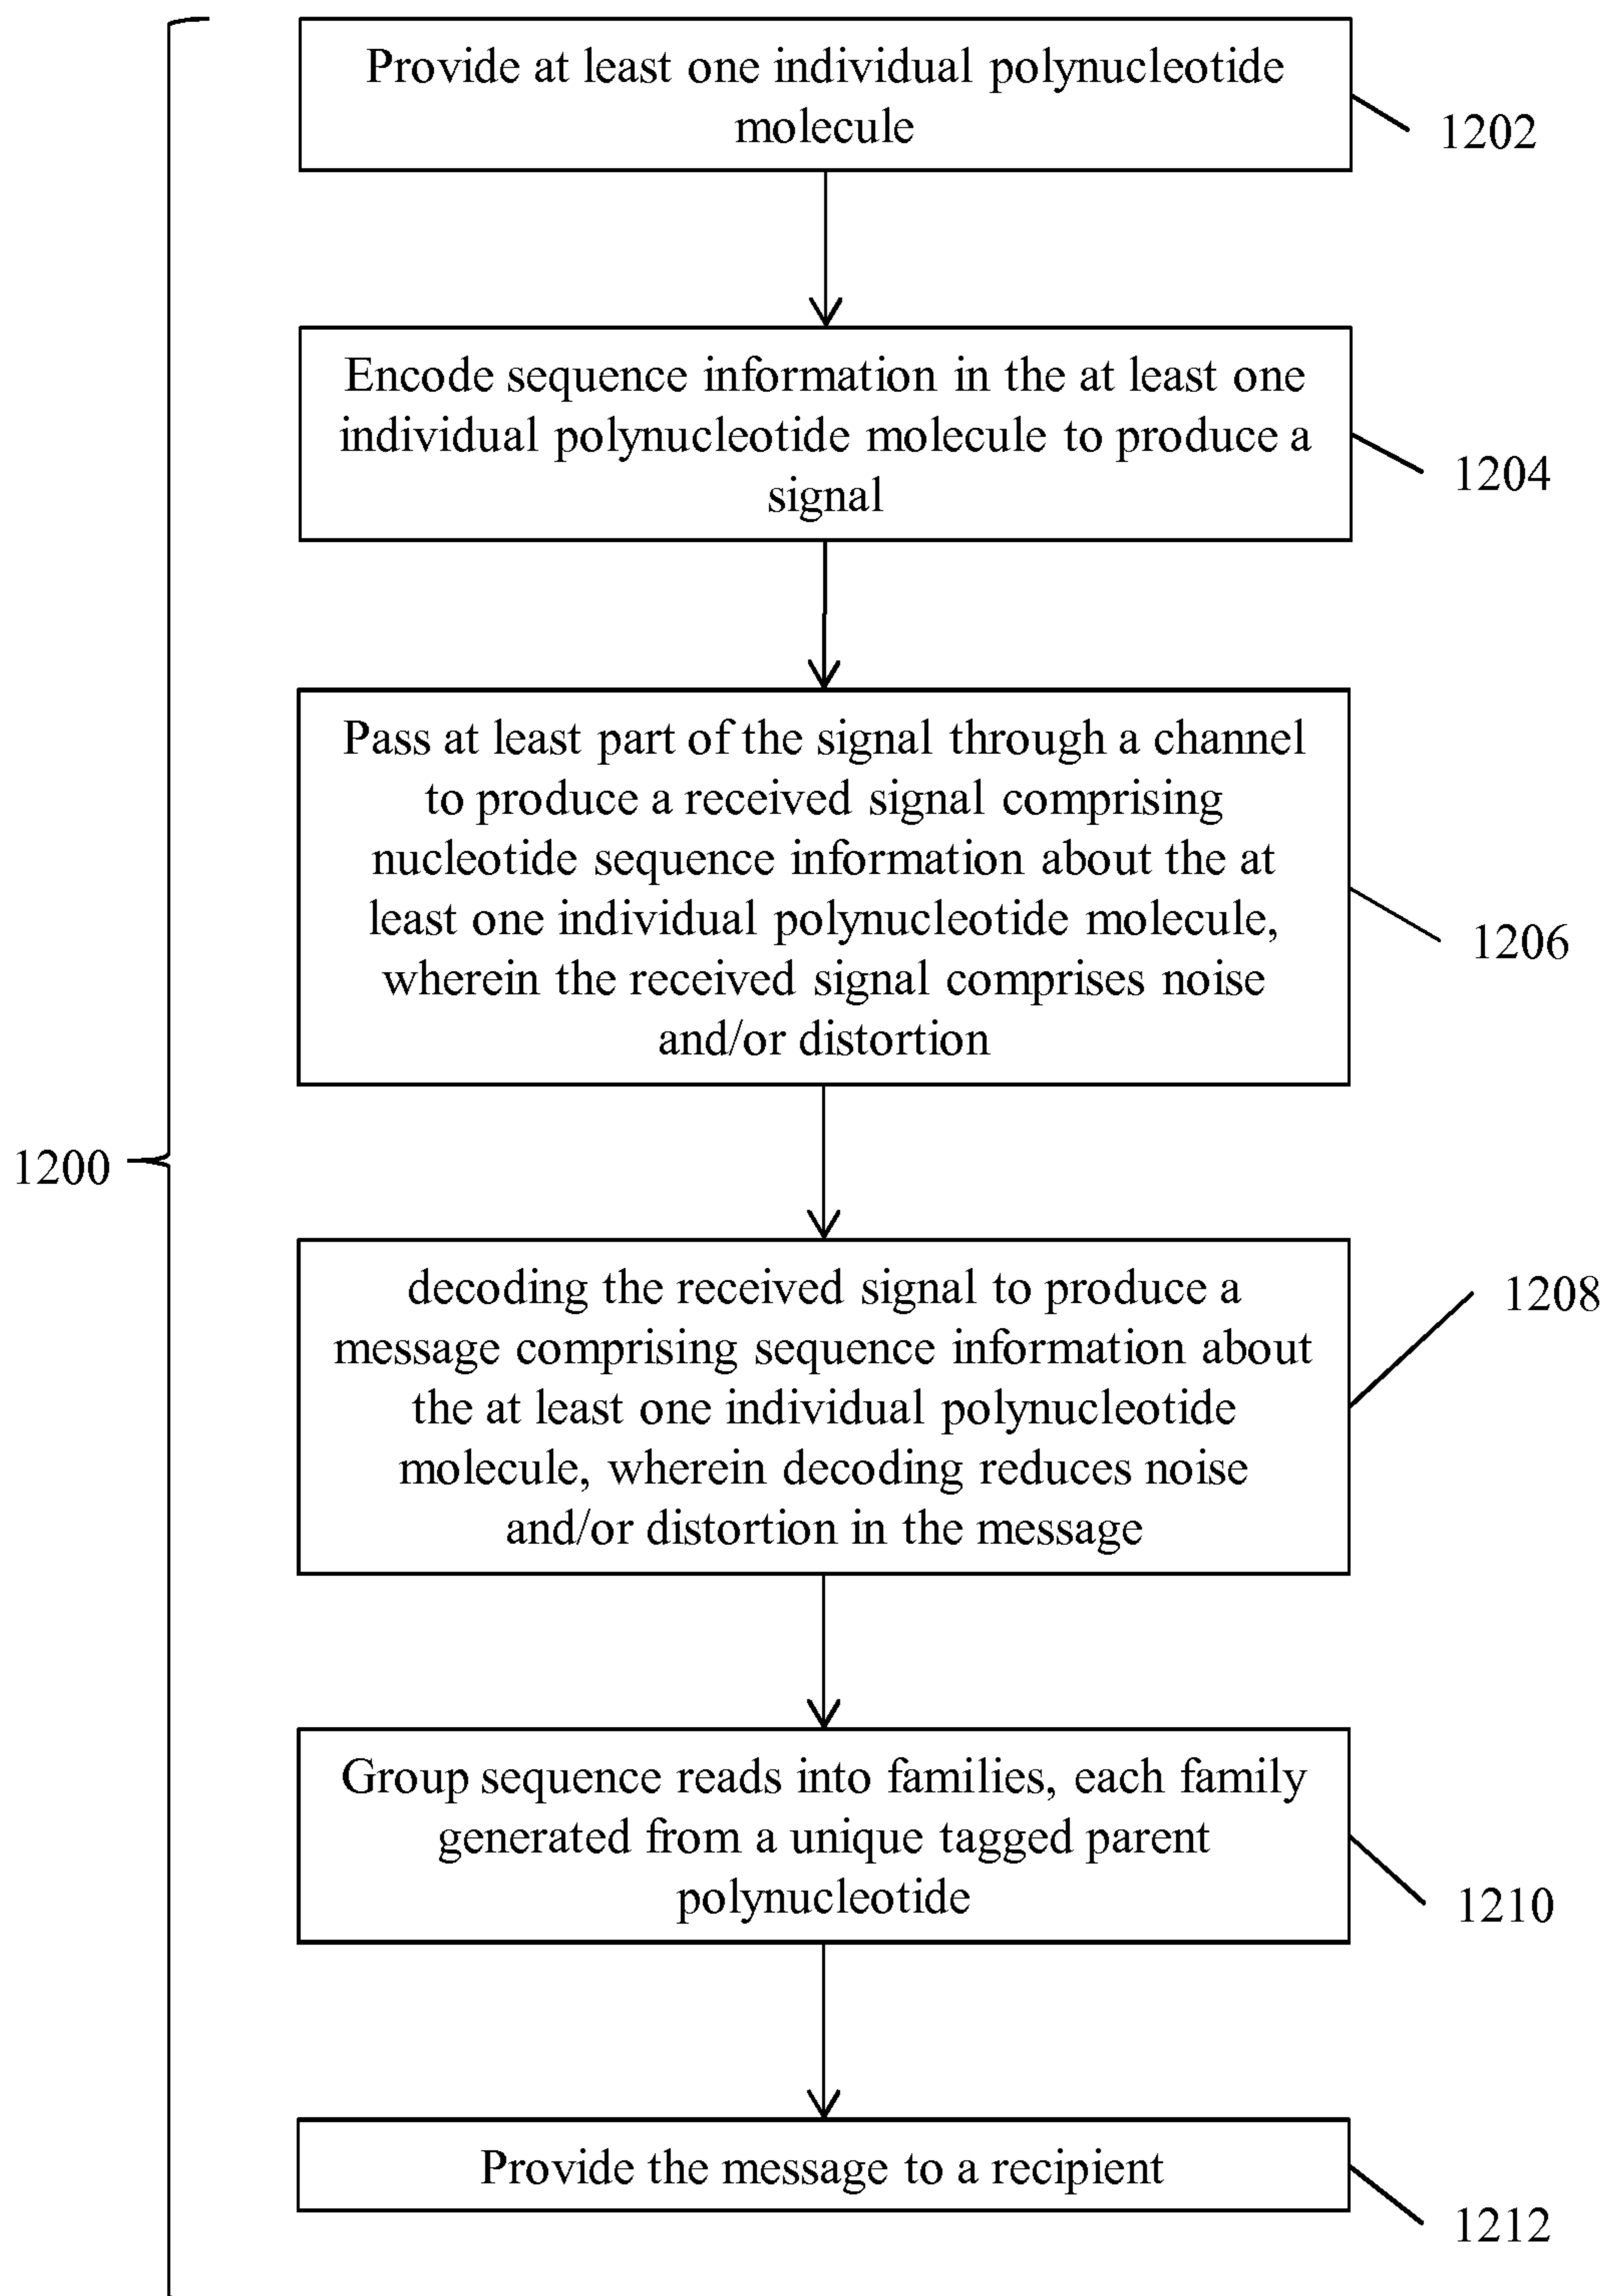 Provide at least one individual polynucleotide
molecule
1202
Encode sequence information in the at least one
individual polynucleotide molecule to produce a
signal
1204
Pass at least part of the signal through a channel
to produce a received signal comprising
nucleotide sequence information about the at
least one individual polynucleotide molecule,
wherein the received signal comprises noise
and/or distortion
1206
1200
decoding the received signal to produce a
message comprising sequence information about
the at least one individual polynucleotide
molecule, wherein decoding reduces noise
and/or distortion in the message
1208
Group sequence reads into families, each family
generated from a unique tagged parent
polynucleotide
1210
Provide the message to a recipient
1212